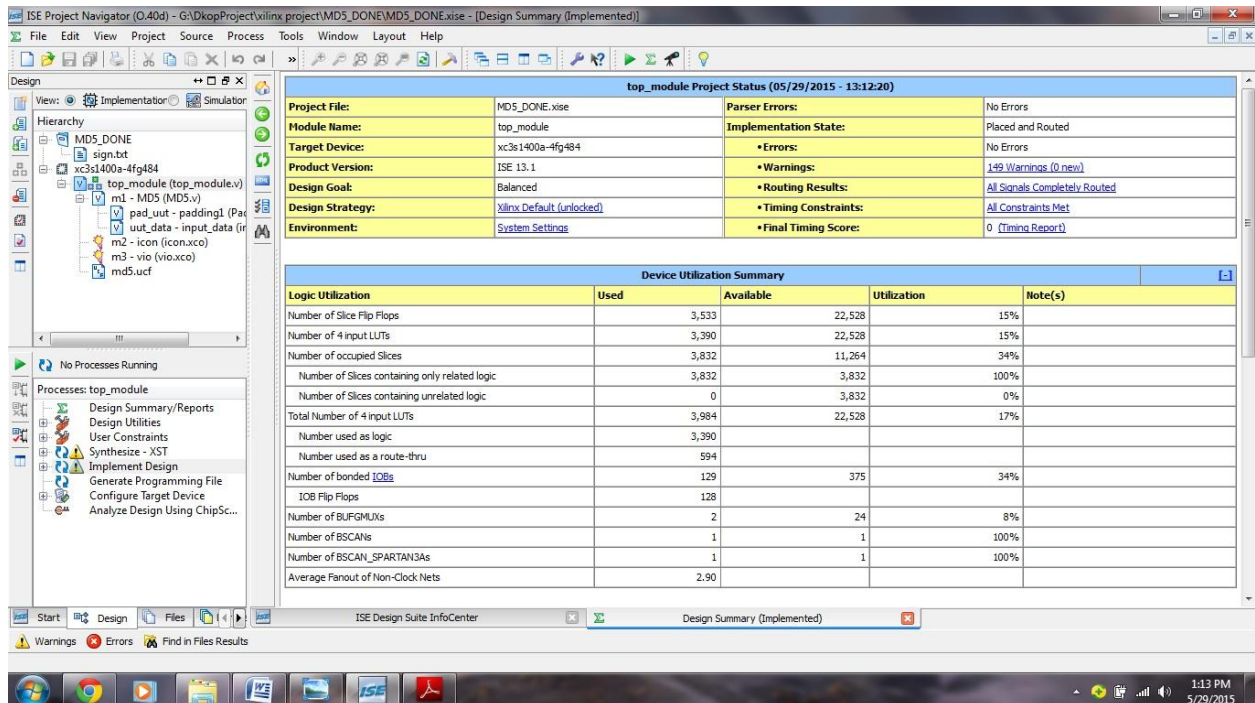 ISE Project Navigator (O.40d) - G:\DkopProject\xilinx project\MD5_DONE\MD5_DONE.xise - [Design Summary (Implemented)]
File Edit View Project Source Process Tools Window Layout Help
Design
View: Implementation Simulation
Hierarchy
MD5_DONE
sign.txt
xc3s1400a-4fg484
top_module (top_module.v)
m1 - MD5 (MD5.v)
pad_uut - padding1 (Pac
uut_data - input_data (ir
m2 - icon (icon.xco)
m3 - vio (vio.xco)
md5.ucf
No Processes Running
Processes: top_module
Design Summary/Reports
Design Utilities
User Constraints
Synthesize - XST
Implement Design
Generate Programming File
Configure Target Device
Analyze Design Using ChipSc...
Start Design Files
top_module Project Status (05/29/2015 - 13:12:20)
Project File: MD5_DONE.xise Parser Errors: No Errors
Module Name: top_module Implementation State: Placed and Routed
Target Device: xc3s1400a-4fg484 •Errors: No Errors
Product Version: ISE 13.1 •Warnings: 149 Warnings (0 new)
Design Goal: Balanced •Routing Results: All Signals Completely Routed
Design Strategy: Xilinx Default (unlocked) •Timing Constraints: All Constraints Met
Environment: System Settings •Final Timing Score: 0 (Timing Report)
Device Utilization Summary [-]
Logic Utilization Used Available Utilization Note(s)
Number of Slice Flip Flops 3,533 22,528 15%
Number of 4 input LUTs 3,390 22,528 15%
Number of occupied Slices 3,832 11,264 34%
Number of Slices containing only related logic 3,832 3,832 100%
Number of Slices containing unrelated logic 0 3,832 0%
Total Number of 4 input LUTs 3,984 22,528 17%
Number used as logic 3,390
Number used as a route-thru 594
Number of bonded IOBs 129 375 34%
IOB Flip Flops 128
Number of BUFGMUXs 2 24 8%
Number of BSCANs 1 1 100%
Number of BSCAN_SPARTAN3As 1 1 100%
Average Fanout of Non-Clock Nets 2.90
ISE Design Suite InfoCenter Design Summary (Implemented)
Warnings Errors Find in Files Results
ISE
1:13 PM
5/29/2015